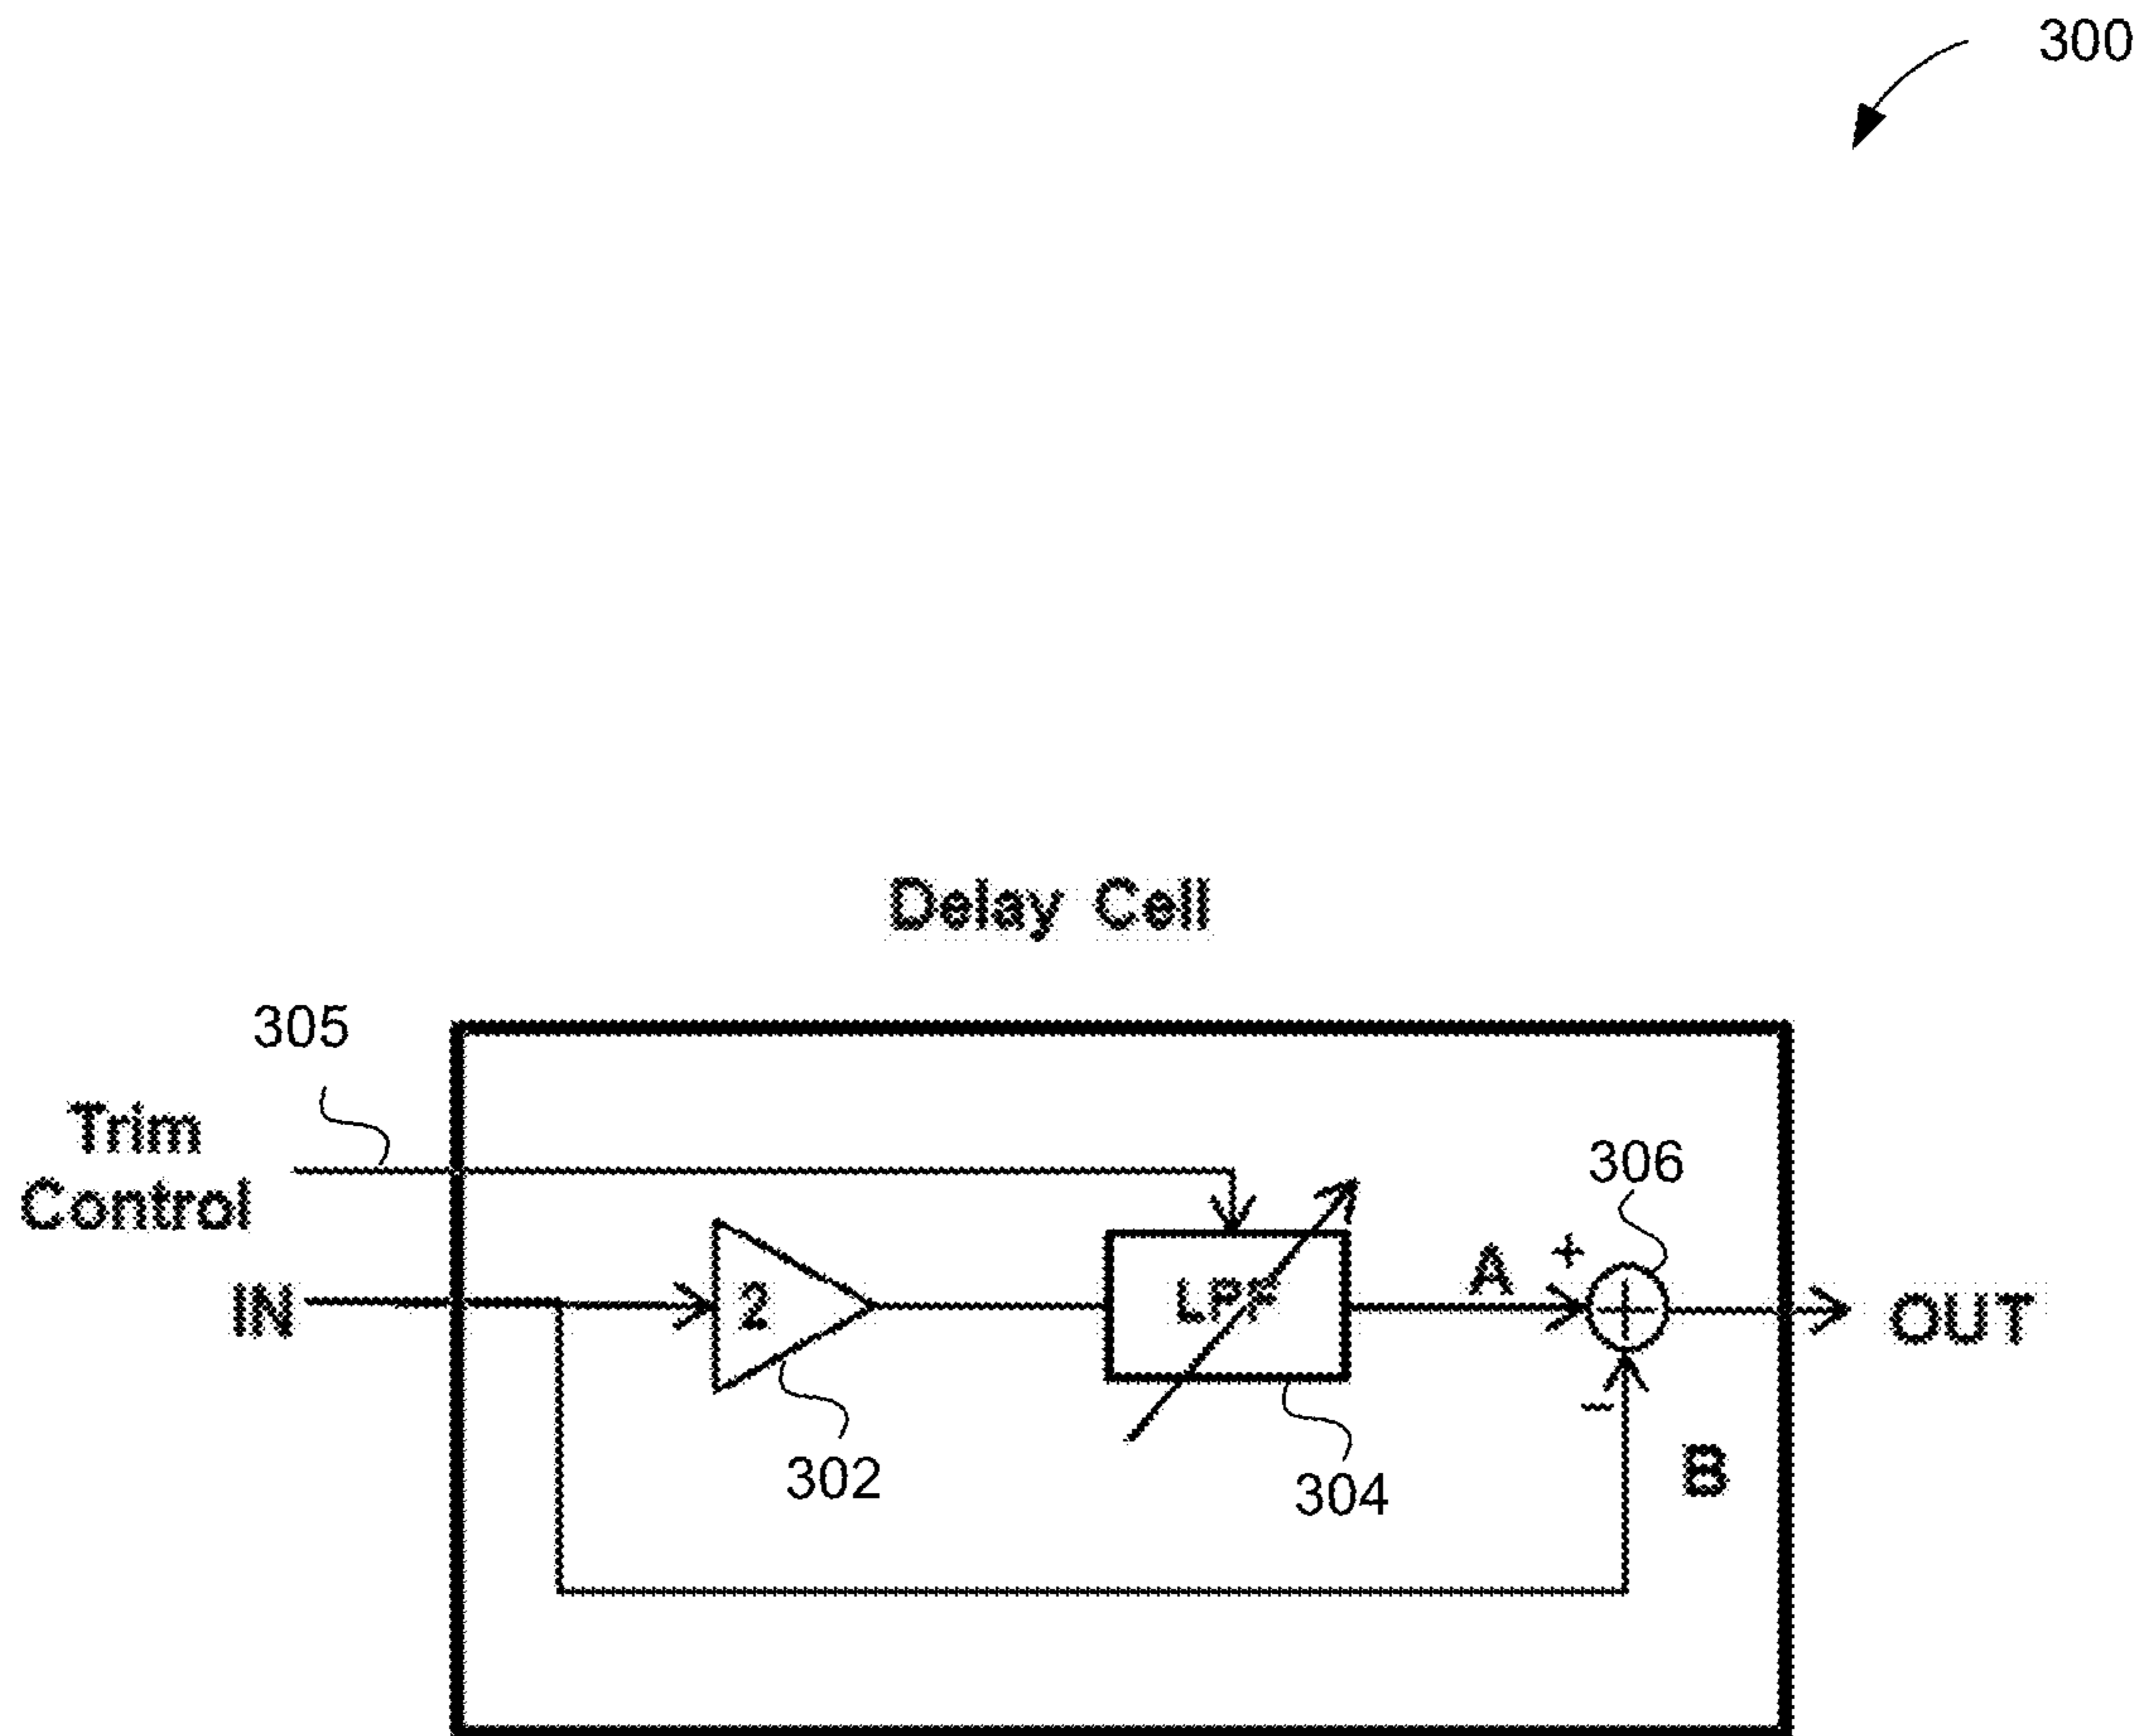 300
Delay Cell
305
Trim
Control
306
IN
2
LPF
A
+
OUT
−
B
302
304